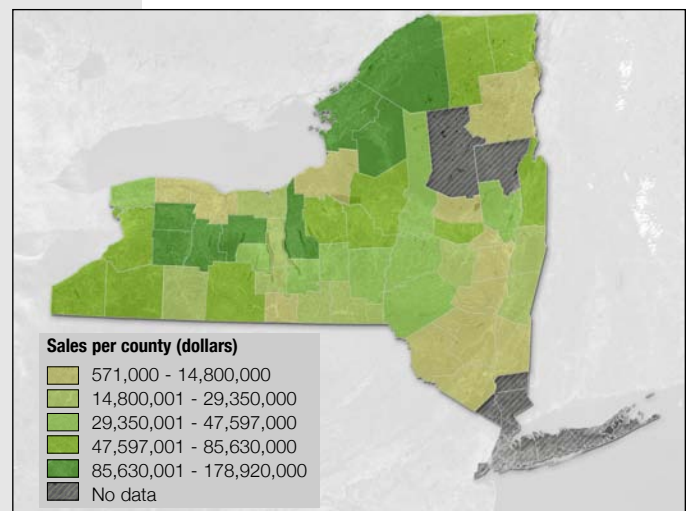 Sales per county (dollars)
571,000 - 14,800,000
14,800,001 - 29,350,000
29,350,001 - 47,597,000
47,597,001 - 85,630,000
85,630,001 - 178,920,000
No data